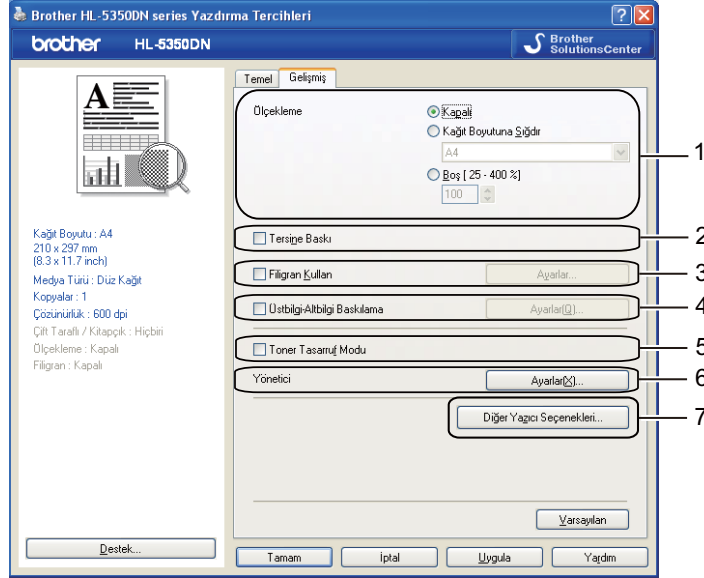 Brother HL-5350DN series Yazdırma Tercihleri
brother HL-5350DN
Brother
SolutionsCenter
Temel Gelişmiş
Ölçekleme
Kapali
Kağıt Boyutuna Sığdır
A4
Boş [ 25 - 400 %]
100
1
Tersine Baskı
2
Filigran Kullan Ayarlar...
3
Üstbilgi-Altbilgi Baskılama Ayarlar(Q)...
4
Toner Tasarruf Modu
5
Yönetici Ayarlar(X)...
6
Diğer Yazıcı Seçenekleri...
7
A
Kağıt Boyutu : A4
210 x 297 mm
(8.3 x 11.7 inch)
Medya Türü : Düz Kağıt
Kopyalar : 1
Çözünürlük : 600 dpi
Çift Taraflı / Kitapçık : Hiçbiri
Ölçekleme : Kapalı
Filigran : Kapalı
Varsayılan
Destek...
Tamam İptal Uygula Yardım